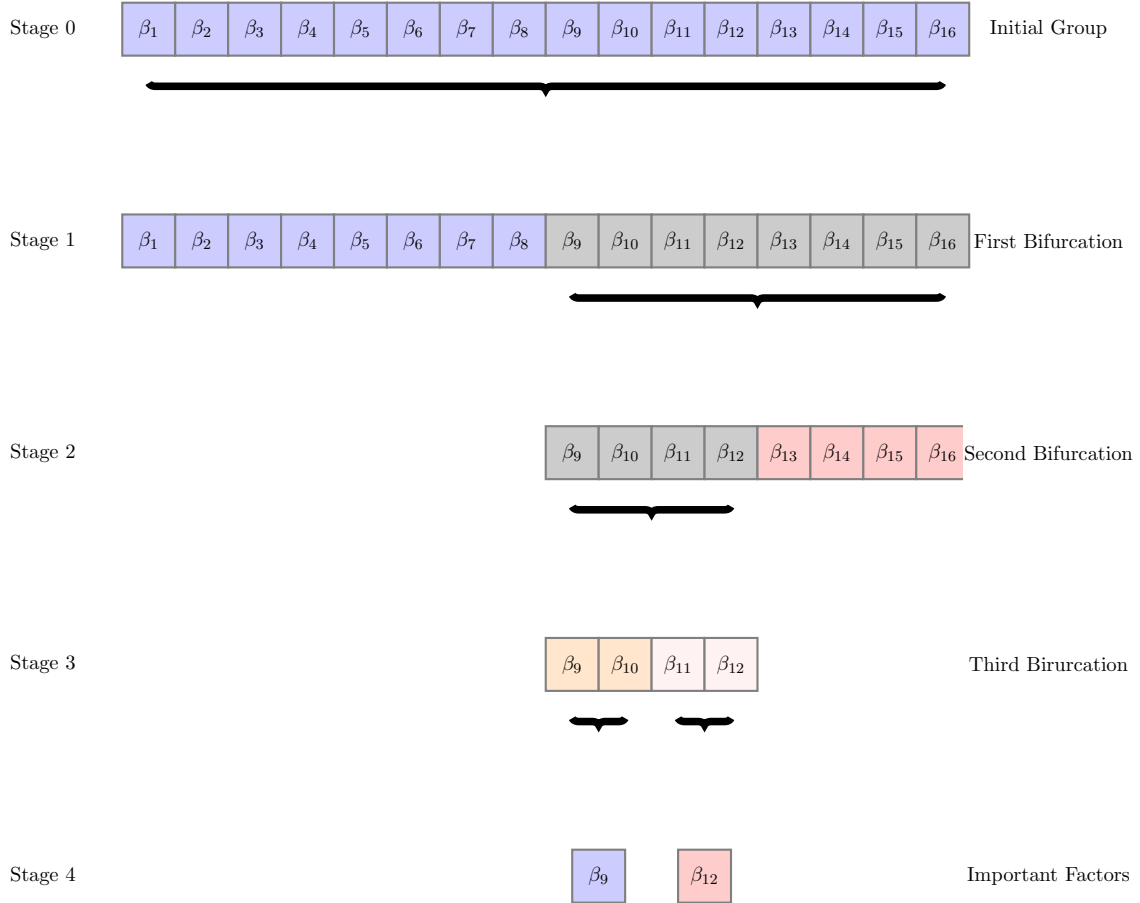 Stage 0 β₁ β₂ β₃ β₄ β₅ β₆ β₇ β₈ β₉ β₁₀ β₁₁ β₁₂ β₁₃ β₁₄ β₁₅ β₁₆ Initial Group
Stage 1 β₁ β₂ β₃ β₄ β₅ β₆ β₇ β₈ β₉ β₁₀ β₁₁ β₁₂ β₁₃ β₁₄ β₁₅ β₁₆ First Bifurcation
Stage 2 β₉ β₁₀ β₁₁ β₁₂ β₁₃ β₁₄ β₁₅ β₁₆ Second Bifurcation
Stage 3 β₉ β₁₀ β₁₁ β₁₂ Third Birurcation
Stage 4 β₉ β₁₂ Important Factors